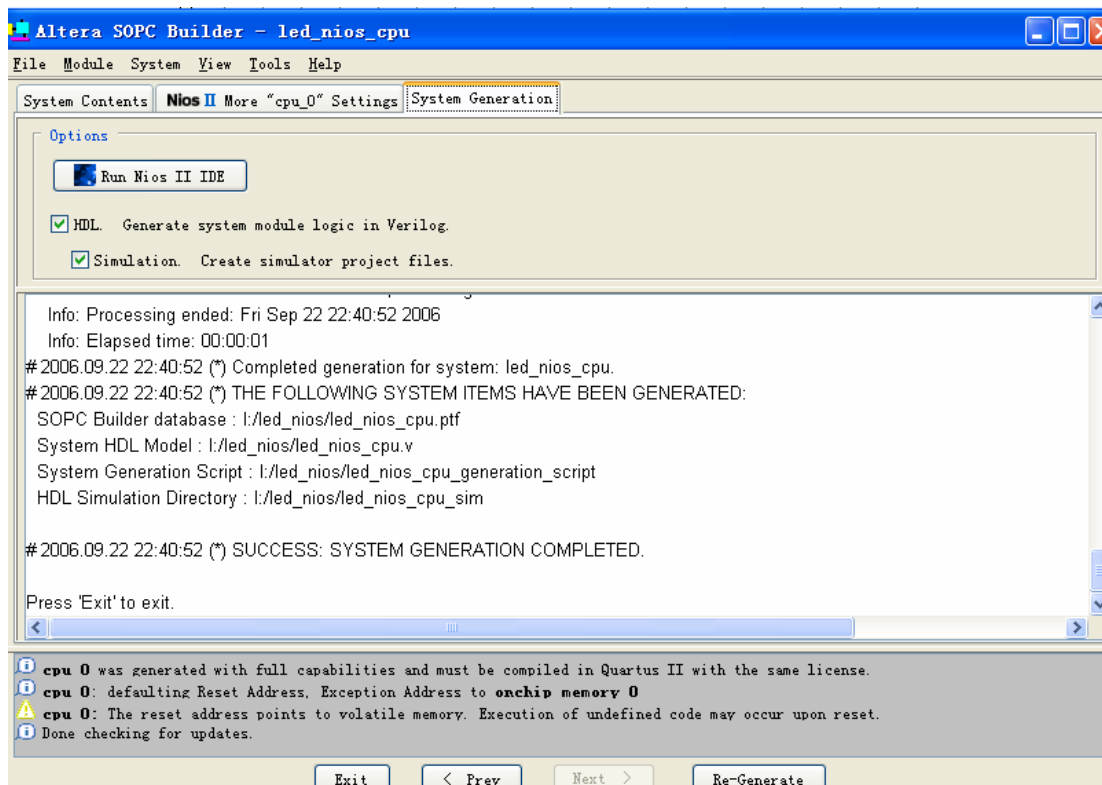 Altera SOPC Builder - led_nios_cpu
File Module System View Tools Help
System Contents Nios II More "cpu_0" Settings System Generation
Options
Run Nios II IDE
HDL. Generate system module logic in Verilog.
Simulation. Create simulator project files.
Info: Processing ended: Fri Sep 22 22:40:52 2006
Info: Elapsed time: 00:00:01
# 2006.09.22 22:40:52 (*) Completed generation for system: led_nios_cpu.
# 2006.09.22 22:40:52 (*) THE FOLLOWING SYSTEM ITEMS HAVE BEEN GENERATED:
SOPC Builder database : I:/led_nios/led_nios_cpu.ptf
System HDL Model : I:/led_nios/led_nios_cpu.v
System Generation Script : I:/led_nios/led_nios_cpu_generation_script
HDL Simulation Directory : I:/led_nios/led_nios_cpu_sim
# 2006.09.22 22:40:52 (*) SUCCESS: SYSTEM GENERATION COMPLETED.
Press 'Exit' to exit.
cpu 0 was generated with full capabilities and must be compiled in Quartus II with the same license.
cpu 0: defaulting Reset Address, Exception Address to onchip memory 0
cpu 0: The reset address points to volatile memory. Execution of undefined code may occur upon reset.
Done checking for updates.
Exit < Prev Next > Re-Generate